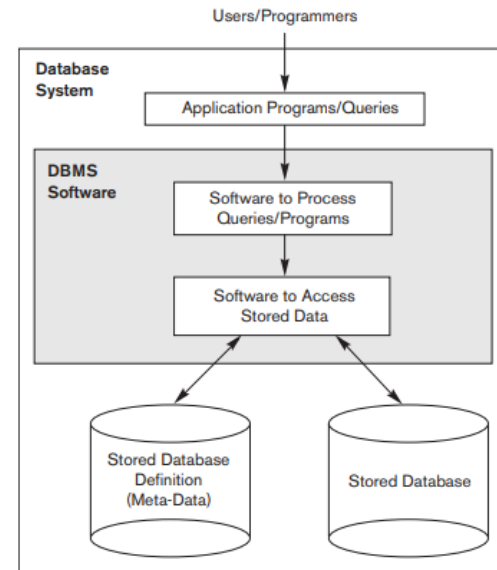 Users/Programmers
Database
System
Application Programs/Queries
DBMS
Software
Software to Process
Queries/Programs
Software to Access
Stored Data
Stored Database
Definition
(Meta-Data)
Stored Database